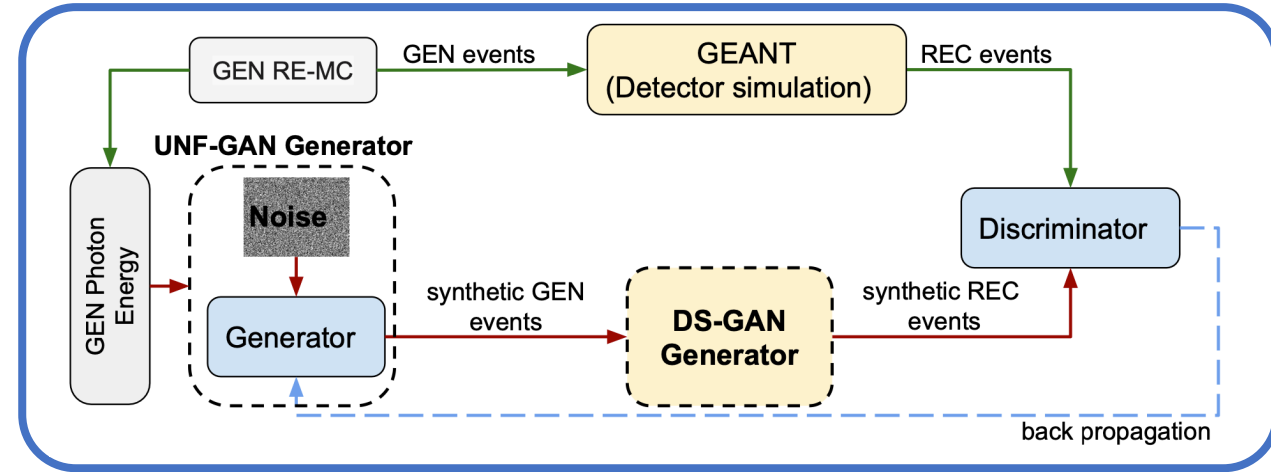 GEN RE-MC
GEN events
GEANT
(Detector simulation)
REC events
UNF-GAN Generator
GEN Photon
Energy
Noise
Generator
synthetic GEN
events
DS-GAN
Generator
synthetic REC
events
Discriminator
back propagation